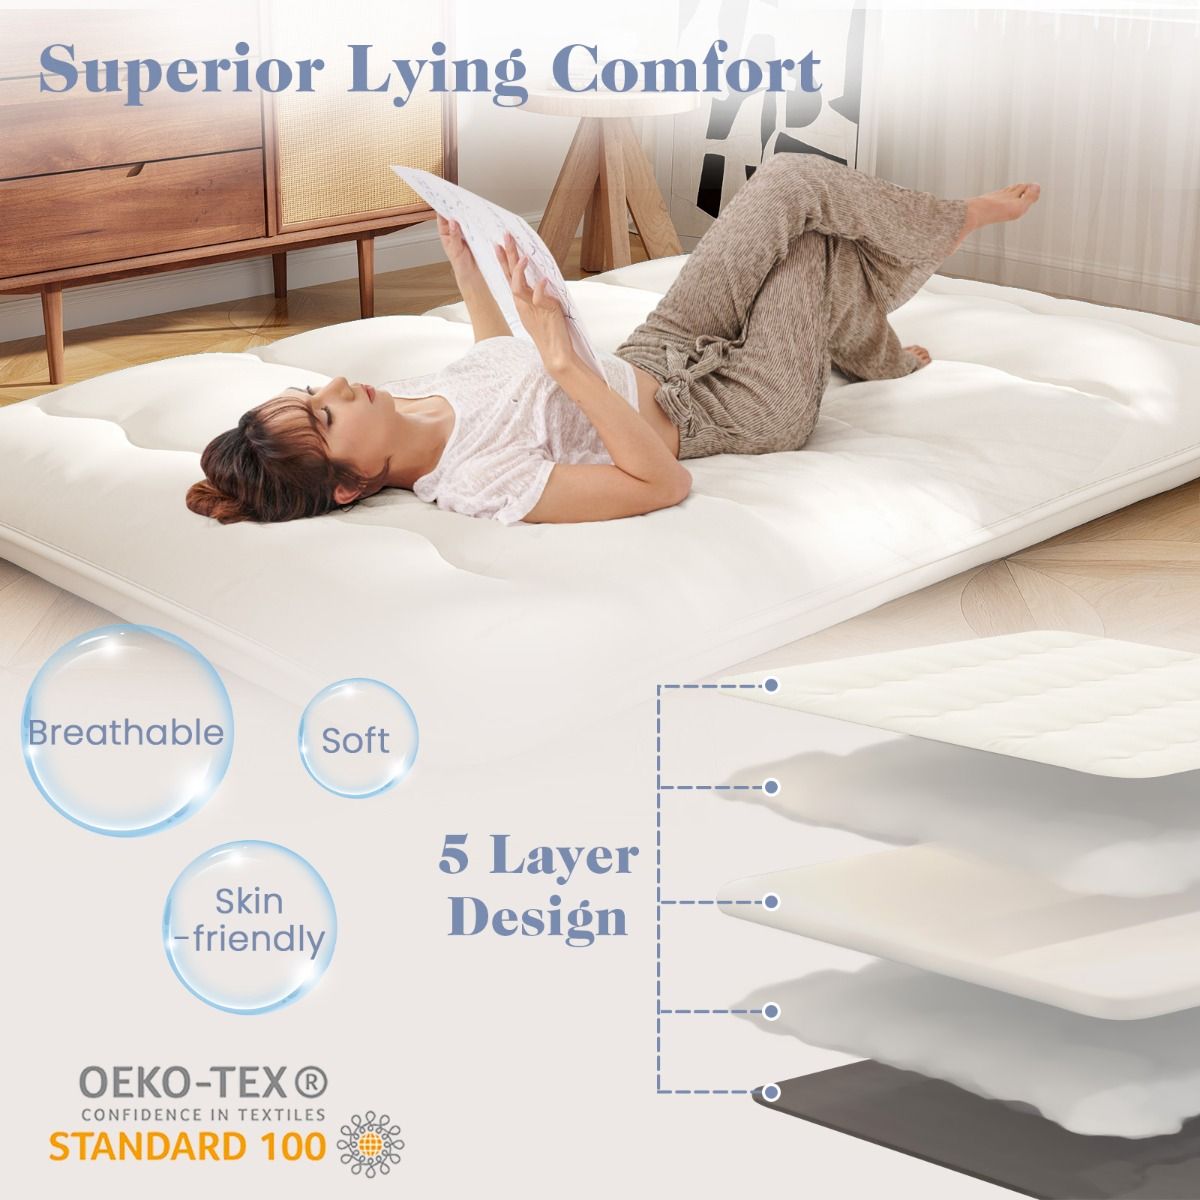 Superior Lying Comfort
Breathable
Soft
Skin
-friendly
5 Layer
Design
OEKO-TEX®
CONFIDENCE IN TEXTILES
STANDARD 100